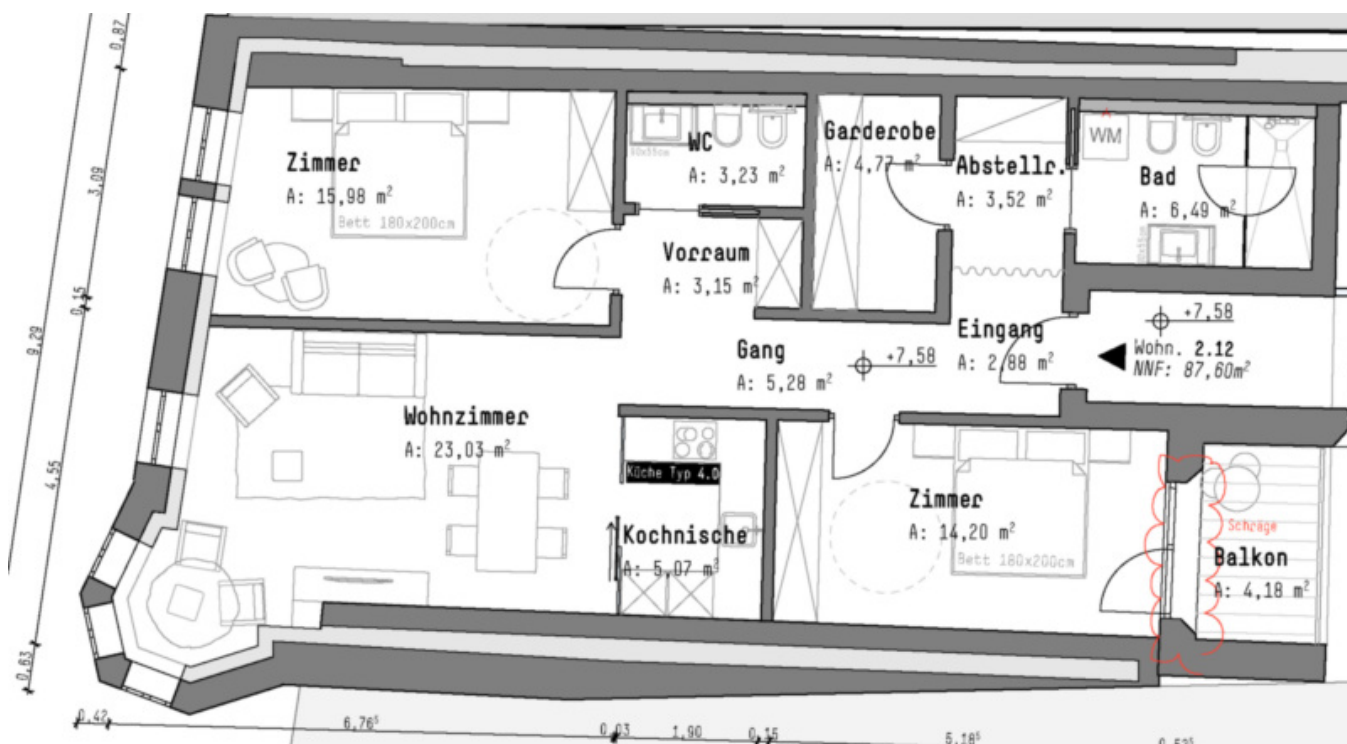 0,87
3,09
0,15
9,29
4,55
0,63
Zimmer
A: 15,98 m²
Bett 180x200cm
WC
A: 3,23 m²
Garderobe
A: 4,77 m²
Abstellr.
A: 3,52 m²
WM
Bad
A: 6,49 m²
Vorraum
A: 3,15 m²
Gang
A: 5,28 m²
+7,58
Eingang
A: 2,88 m²
+7,58
Wohn. 2.12
NNF: 87,60m²
Wohnzimmer
A: 23,03 m²
Küche Typ 4.0
Kochnische
A: 5,07 m²
Zimmer
A: 14,20 m²
Bett 180x200cm
Schräge
Balkon
A: 4,18 m²
0,42
6,76⁵
0,03
1,90
0,15
5,18⁵
0,52⁵